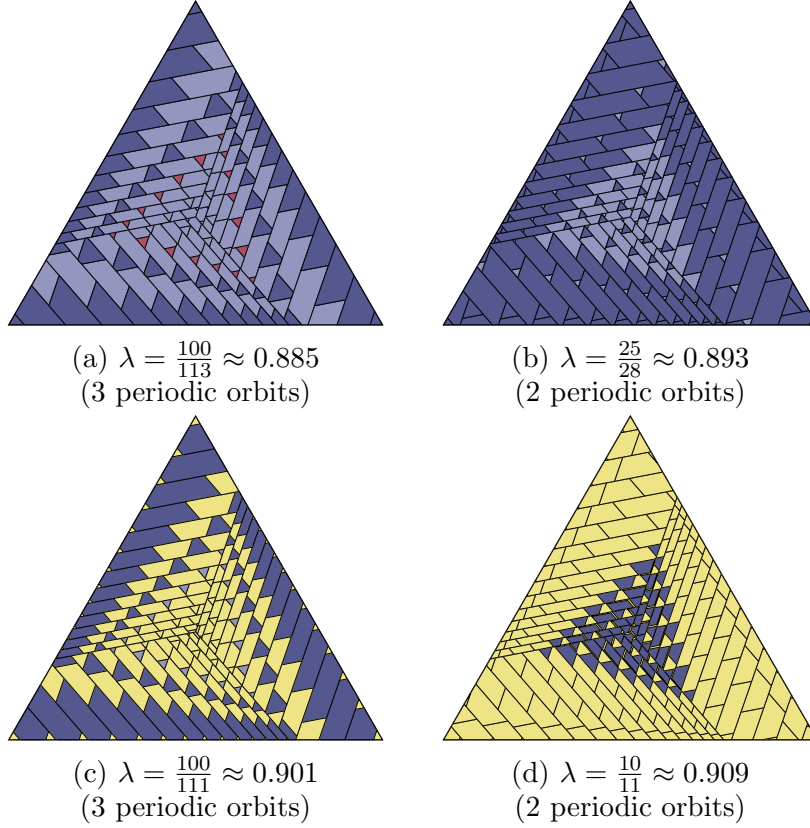 (a) λ = 100/113 ≈ 0.885
(3 periodic orbits)
(b) λ = 25/28 ≈ 0.893
(2 periodic orbits)
(c) λ = 100/111 ≈ 0.901
(3 periodic orbits)
(d) λ = 10/11 ≈ 0.909
(2 periodic orbits)